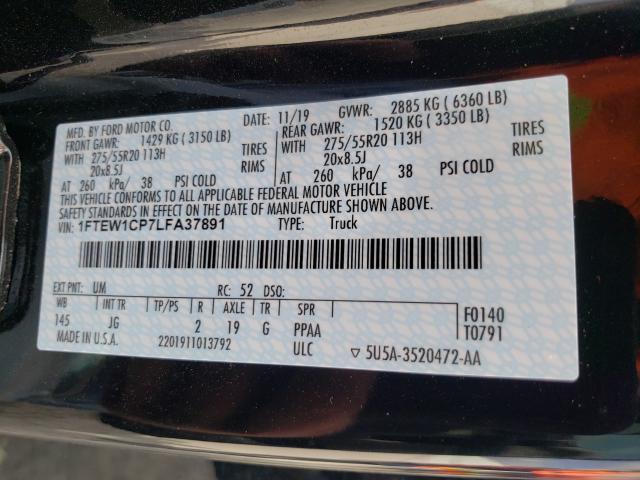 MFD. BY FORD MOTOR CO.
DATE: 11/19 GVWR: 2885 KG ( 6360 LB)
FRONT GAWR: 1429 KG ( 3150 LB)
REAR GAWR: 1520 KG ( 3350 LB)
WITH 275/55R20 113H TIRES
WITH 275/55R20 113H TIRES
20x8.5J RIMS
20x8.5J RIMS
AT 260 kPa/ 38 PSI COLD
AT 260 kPa/ 38 PSI COLD
THIS VEHICLE CONFORMS TO ALL APPLICABLE FEDERAL MOTOR VEHICLE
SAFETY STANDARDS IN EFFECT ON THE DATE OF MANUFACTURE SHOWN ABOVE.
VIN: 1FTEW1CP7LFA37891 TYPE: Truck
EXT PNT: UM RC: 52 DSO:
WB INT TR TP/PS R AXLE TR SPR
145 JG 2 19 G PPAA
F0140
T0791
MADE IN U.S.A. 2201911013792 ULC ▽ 5U5A-3520472-AA